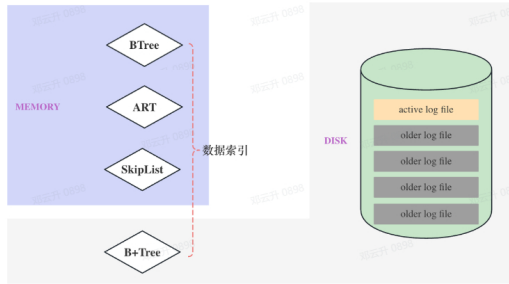 BTree
MEMORY
ART
数据索引
SkipList
B+Tree
DISK
active log file
older log file
older log file
older log file
older log file